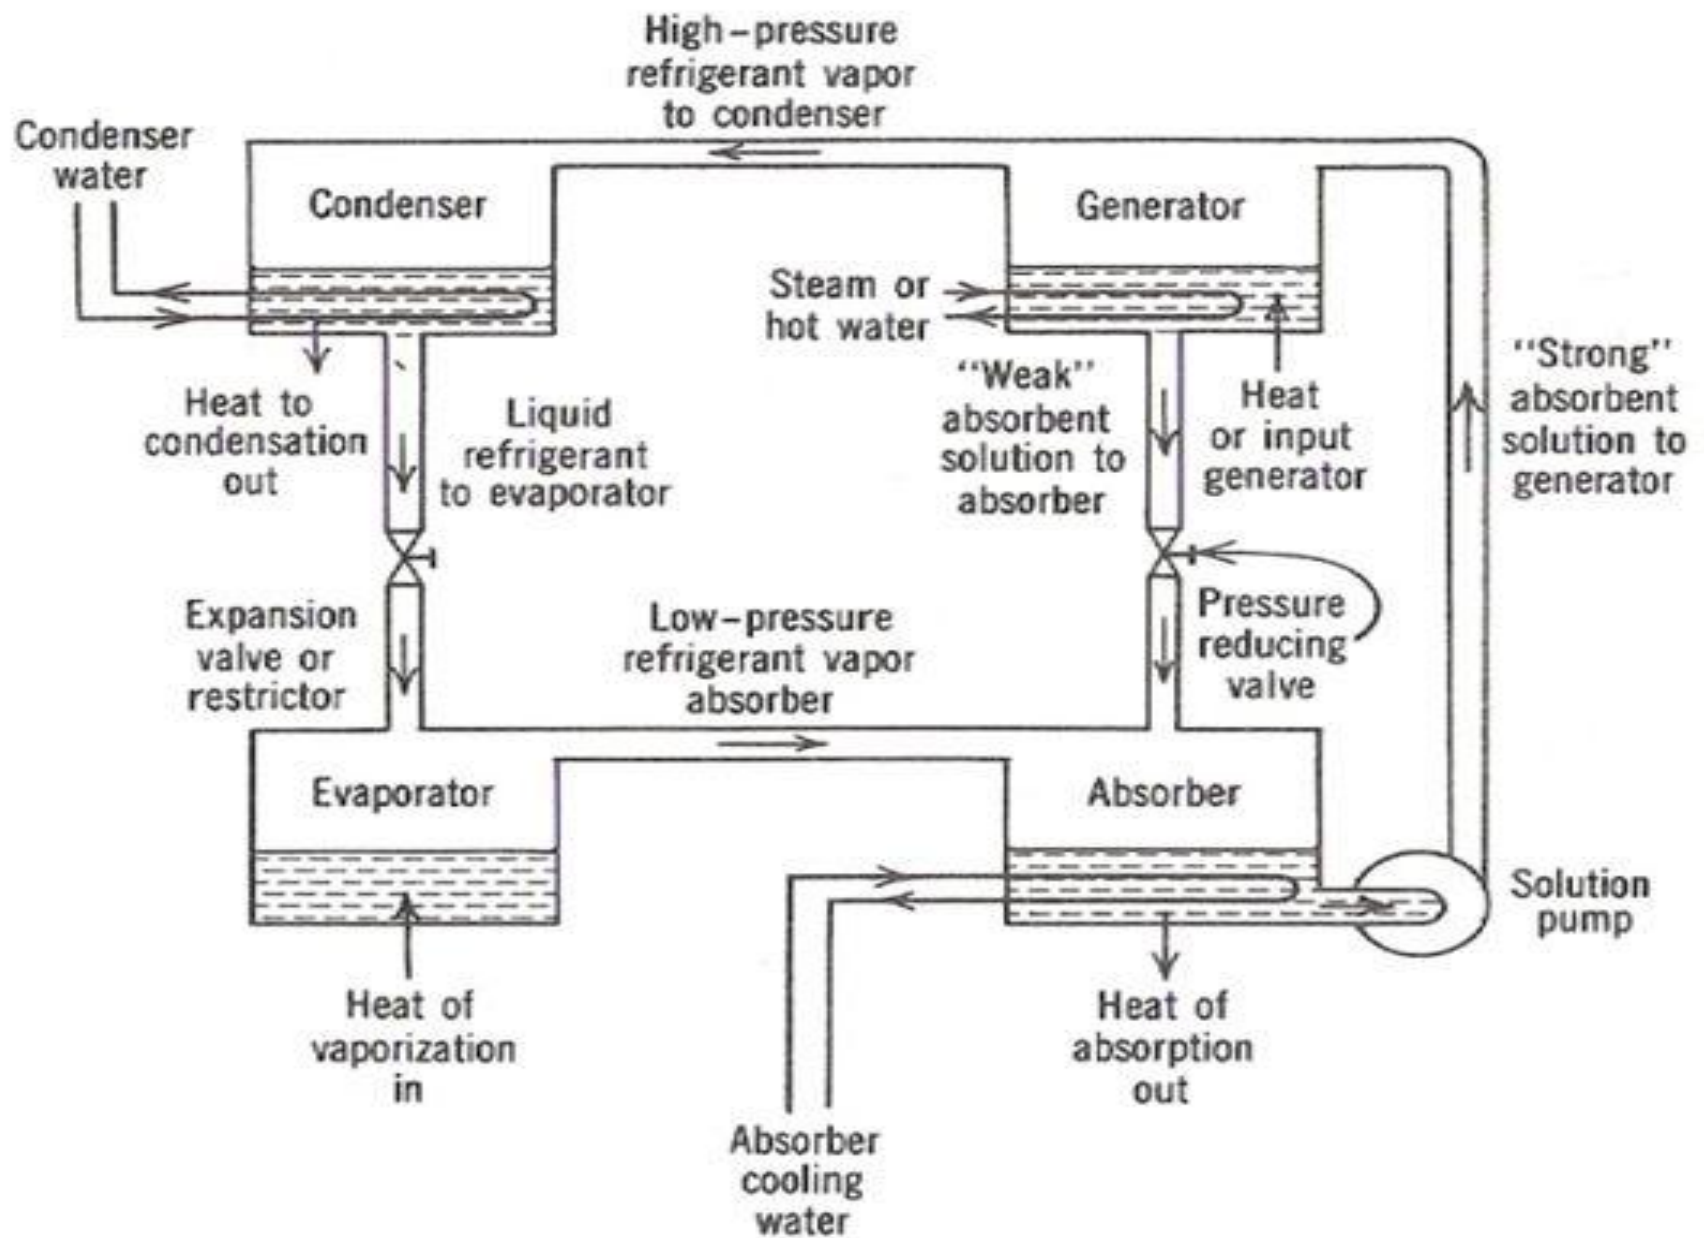 High-pressure
refrigerant vapor
to condenser
Condenser
water
Condenser
Generator
Steam or
hot water
Heat to
condensation
out
Liquid
refrigerant
to evaporator
"Weak"
absorbent
solution to
absorber
Heat
or input
generator
"Strong"
absorbent
solution to
generator
Expansion
valve or
restrictor
Low-pressure
refrigerant vapor
absorber
Pressure
reducing
valve
Evaporator
Absorber
Solution
pump
Heat of
vaporization
in
Heat of
absorption
out
Absorber
cooling
water